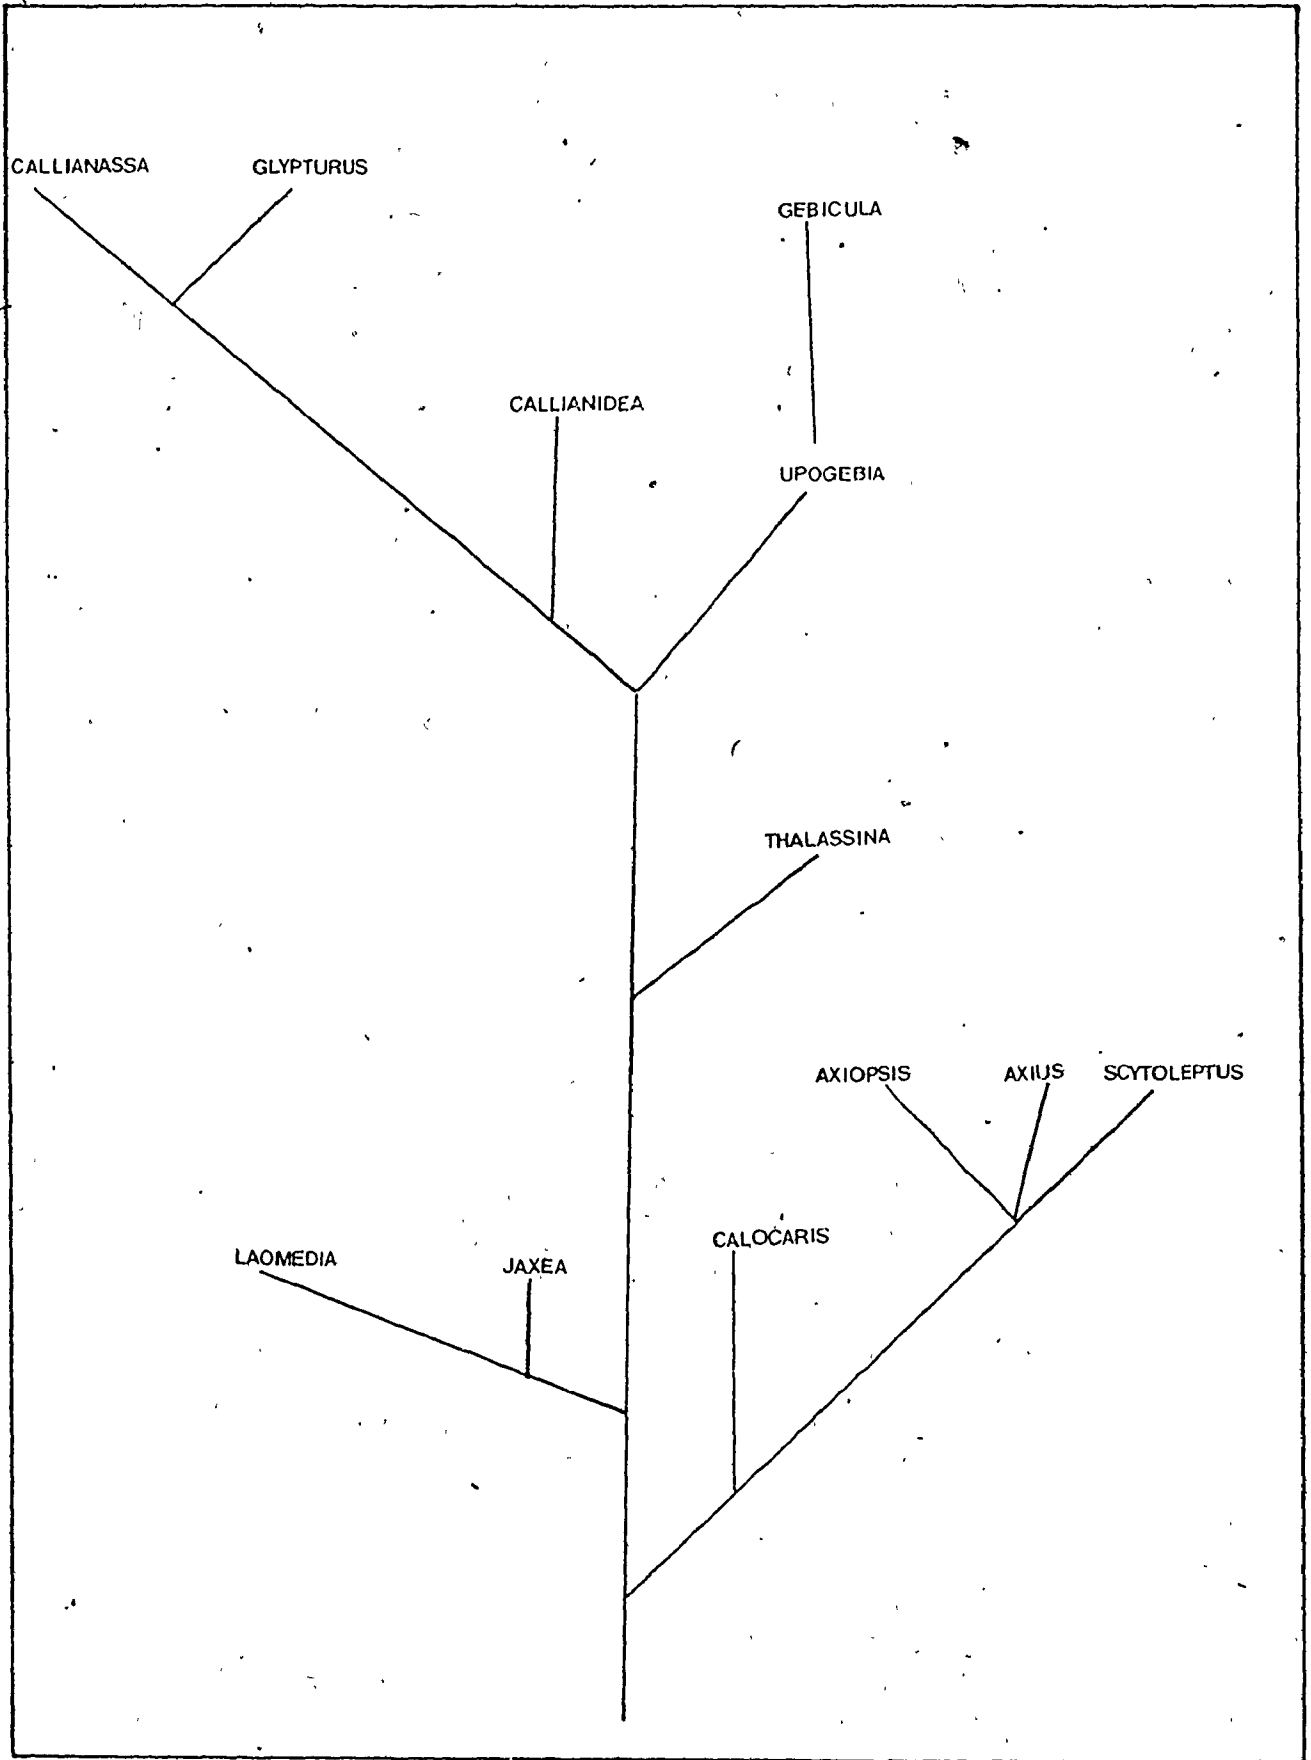 CALLIANASSA GLYPTURUS
GEBICULA
CALLIANIDEA
UPOGEBIA
THALASSINA
AXIOPSIS AXIUS SCYTOLEPTUS
CALOCARIS
LAOMEDIA JAXEA